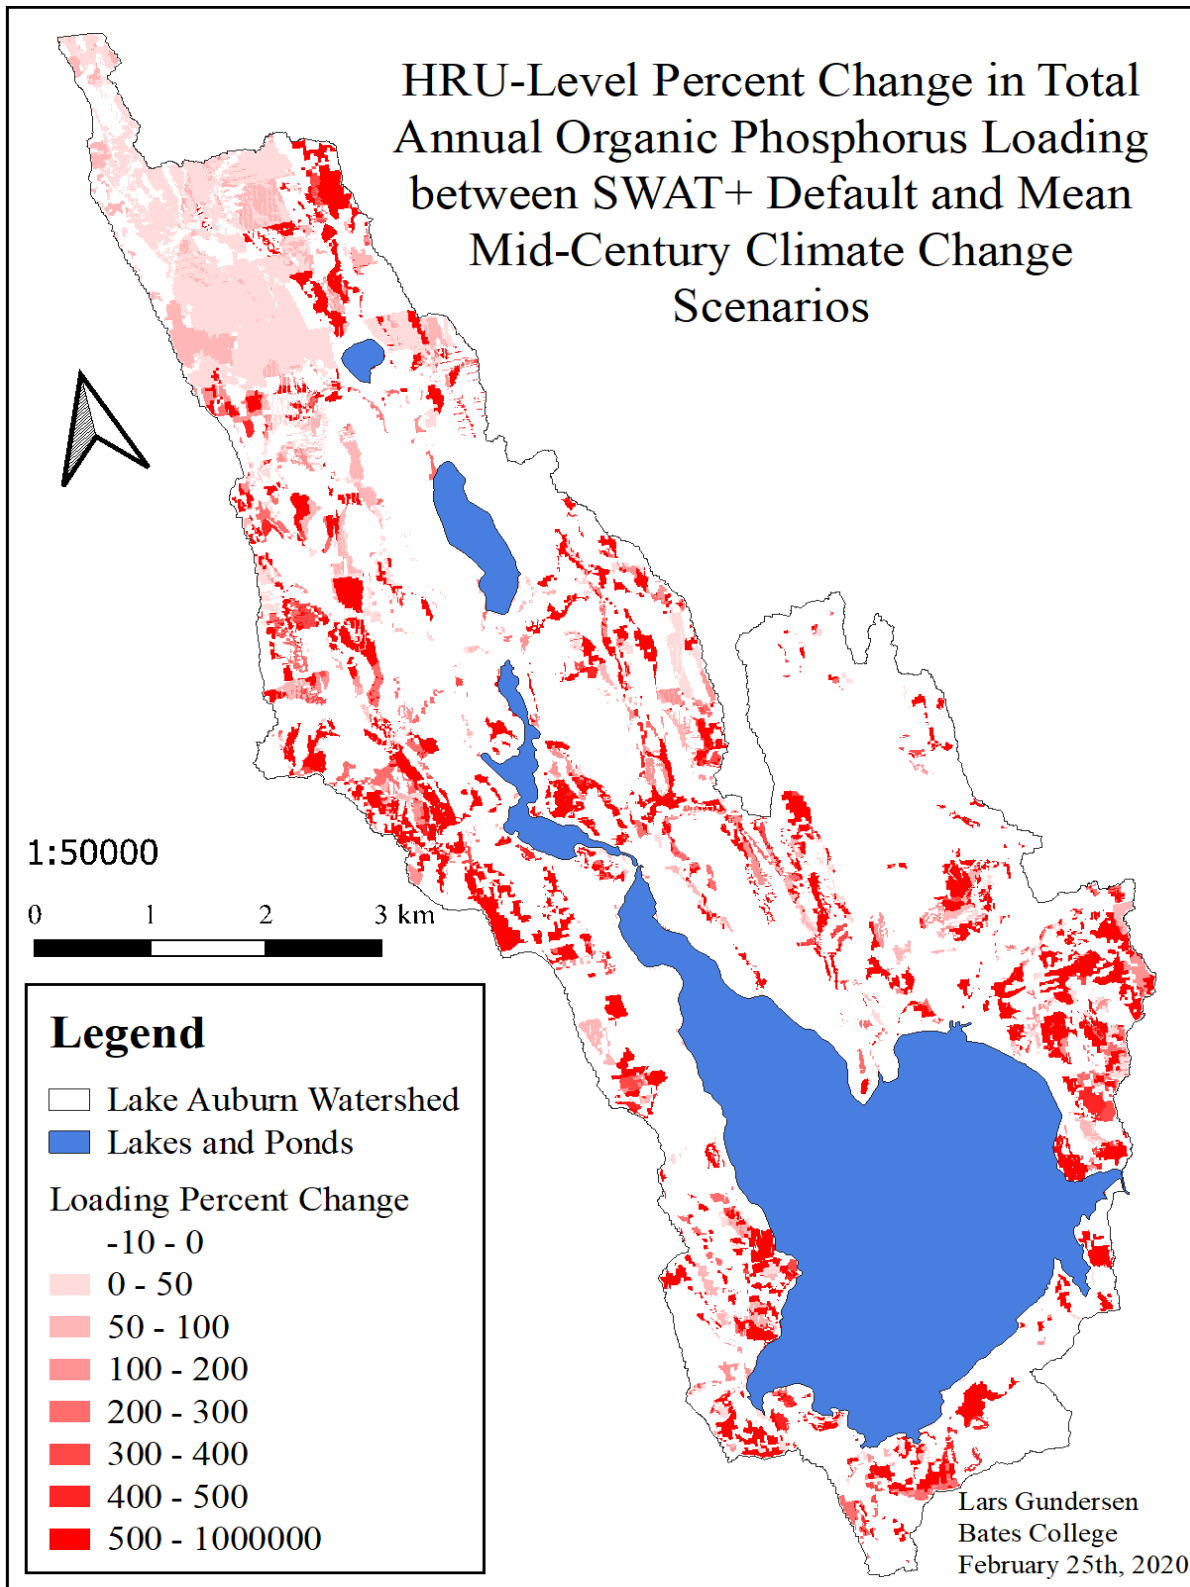 HRU-Level Percent Change in Total
Annual Organic Phosphorus Loading
between SWAT+ Default and Mean
Mid-Century Climate Change
Scenarios
1:50000
0 1 2 3 km
Legend
Lake Auburn Watershed
Lakes and Ponds
Loading Percent Change
-10 - 0
0 - 50
50 - 100
100 - 200
200 - 300
300 - 400
400 - 500
500 - 1000000
Lars Gundersen
Bates College
February 25th, 2020